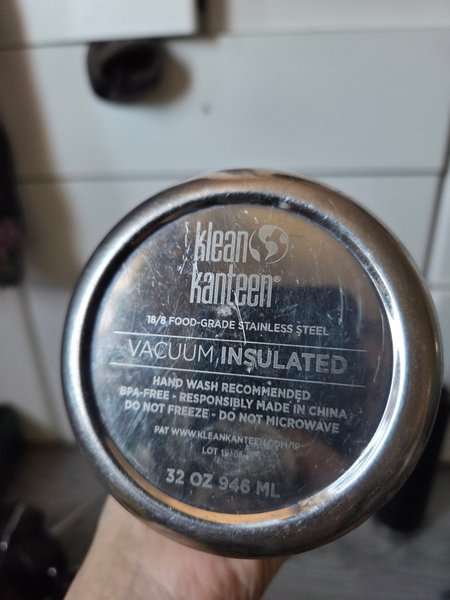 klean
kanteen®
18/8 FOOD-GRADE STAINLESS STEEL
VACUUM INSULATED
HAND WASH RECOMMENDED
BPA-FREE - RESPONSIBLY MADE IN CHINA
DO NOT FREEZE - DO NOT MICROWAVE
PAT WWW.KLEANKANTEEN.COM/IP
LOT
32 OZ 946 ML